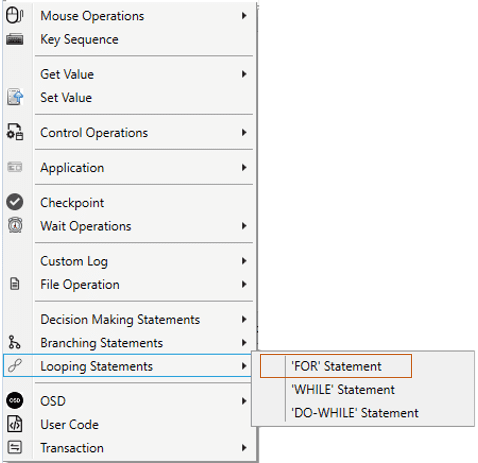 Mouse Operations
Key Sequence
Get Value
Set Value
Control Operations
Application
Checkpoint
Wait Operations
Custom Log
File Operation
Decision Making Statements
Branching Statements
Looping Statements
'FOR' Statement
'WHILE' Statement
'DO-WHILE' Statement
OSD OSD
User Code
Transaction